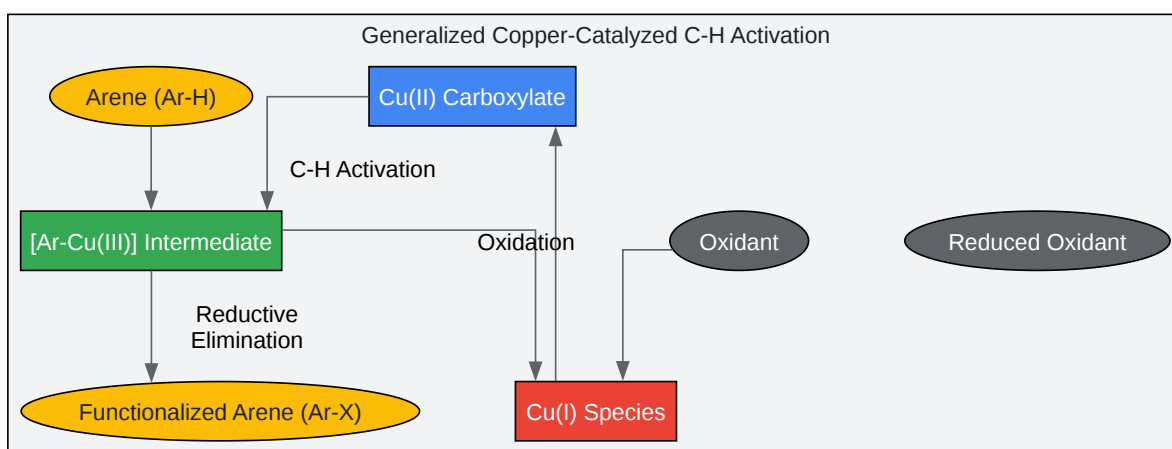 Generalized Copper-Catalyzed C-H Activation
Arene (Ar-H)
Cu(II) Carboxylate
C-H Activation
[Ar-Cu(III)] Intermediate
Oxidation
Oxidant
Reduced Oxidant
Reductive
Elimination
Functionalized Arene (Ar-X)
Cu(I) Species